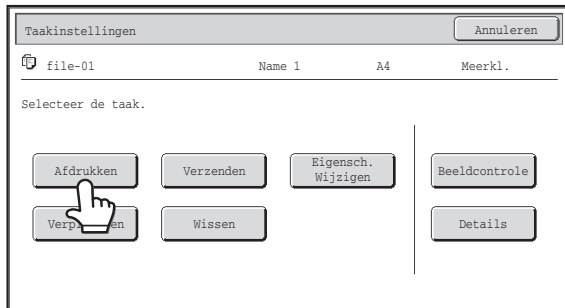 Taakinstellingen
Annuleren
file-01 Name 1 A4 Meerkl.
Selecteer de taak.
Afdrukken Verzenden Eigensch.
Wijzigen Beeldcontrole
Wissen Details